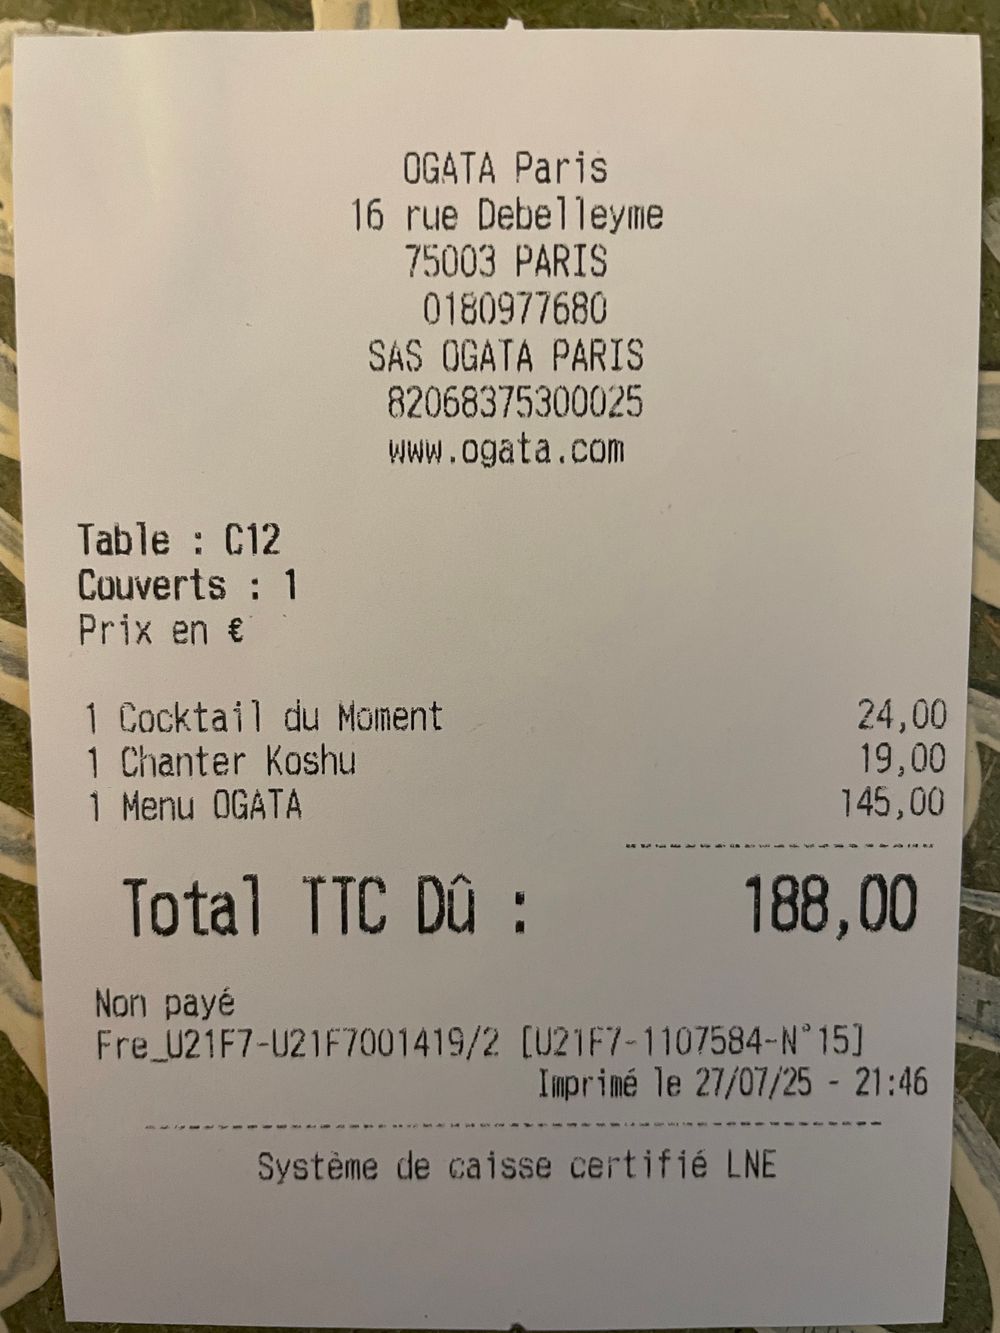 OGATA Paris
16 rue Debelleyme
75003 PARIS
0180977680
SAS OGATA PARIS
82068375300025
www.ogata.com
Table : C12
Couverts : 1
Prix en €
1 Cocktail du Moment 24,00
1 Chanter Koshu 19,00
1 Menu OGATA 145,00
Total TTC Dû : 188,00
Non payé
Fre_U21F7-U21F7001419/2 [U21F7-1107584-N°15]
Imprimé le 27/07/25 - 21:46
Système de caisse certifié LNE